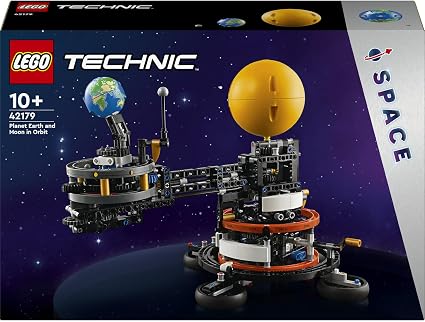 LEGO TECHNIC
10+
42179
Planet Earth and
Moon in Orbit
SPACE